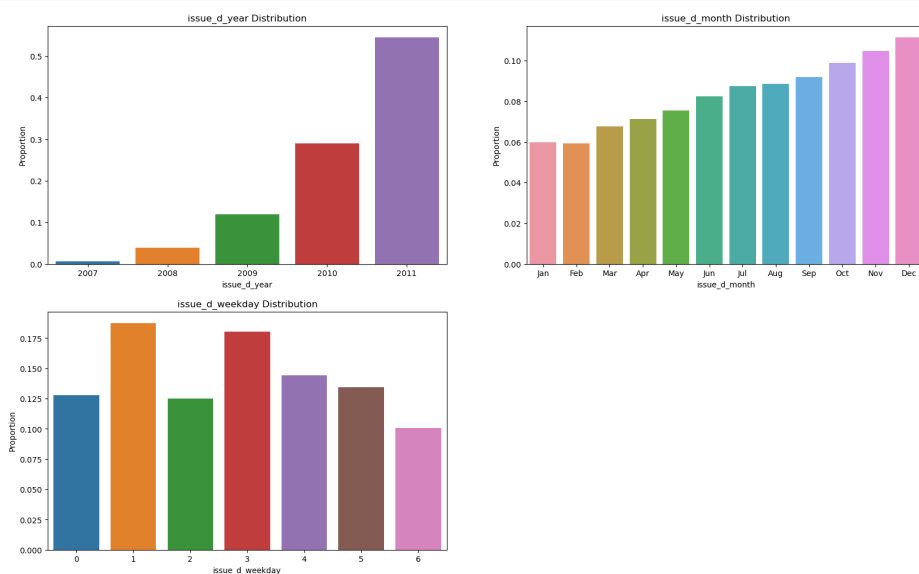 issue_d_year Distribution
Proportion
0.5
0.4
0.3
0.2
0.1
0.0
2007 2008 2009 2010 2011
issue_d_year
issue_d_month Distribution
Proportion
0.10
0.08
0.06
0.04
0.02
0.00
Jan Feb Mar Apr May Jun Jul Aug Sep Oct Nov Dec
issue_d_month
issue_d_weekday Distribution
Proportion
0.175
0.150
0.125
0.100
0.075
0.050
0.025
0.000
0 1 2 3 4 5 6
issue_d_weekday